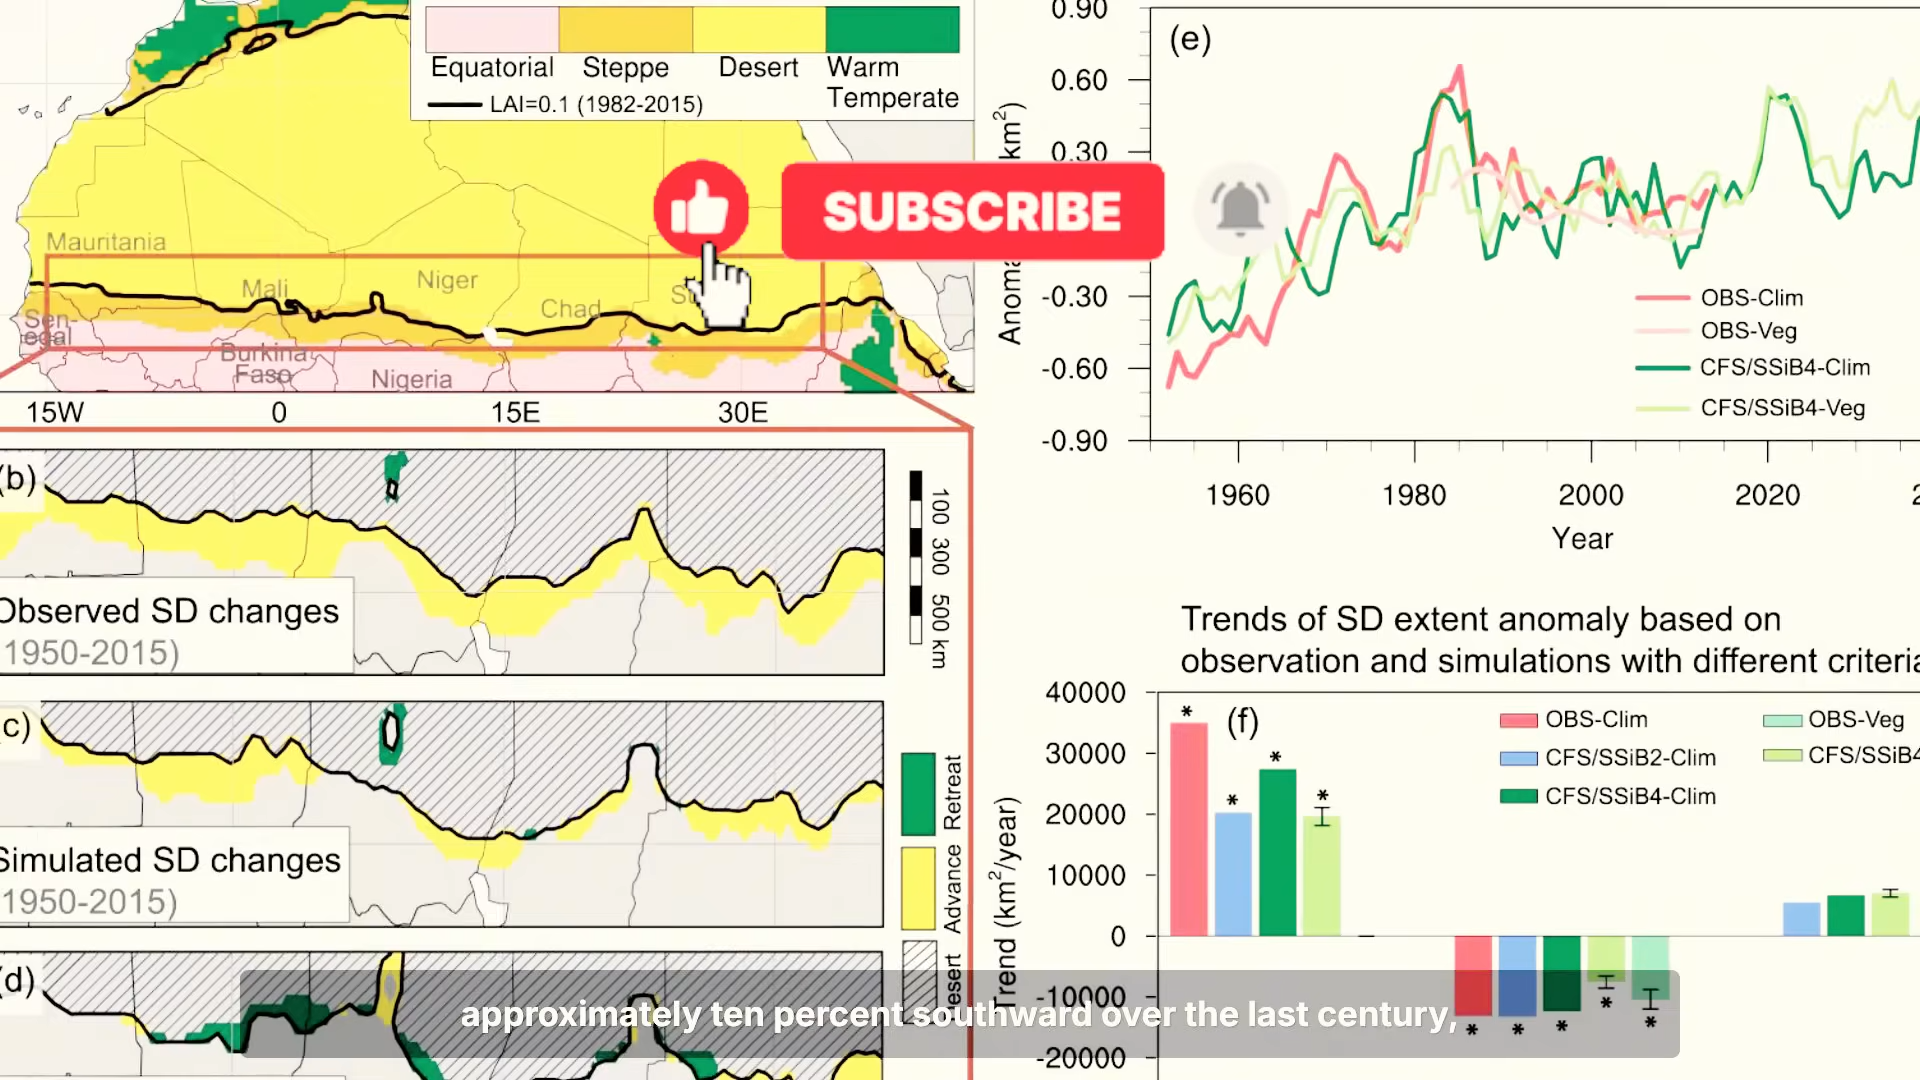 Equatorial
Steppe
Desert
Warm
Temperate
LAI=0.1 (1982-2015)
Mauritania
Mali
Niger
Chad
Sen-
egal
Burkina
Faso
Nigeria
15W
0
15E
30E
SUBSCRIBE
(b)
Observed SD changes
1950-2015)
100 300 500 km
(c)
Simulated SD changes
1950-2015)
Retreat
Advance
(d)
(e)
0.90
0.60
0.30
-0.30
-0.60
-0.90
km²)
OBS-Clim
OBS-Veg
CFS/SSiB4-Clim
CFS/SSiB4-Veg
1960
1980
2000
2020
Year
Trends of SD extent anomaly based on
observation and simulations with different criteria
40000
30000
20000
10000
0
-10000
-20000
Trend (km²/year)
(f)
OBS-Clim
CFS/SSiB2-Clim
CFS/SSiB4-Clim
OBS-Veg
CFS/SSiB4
approximately ten percent southward over the last century,